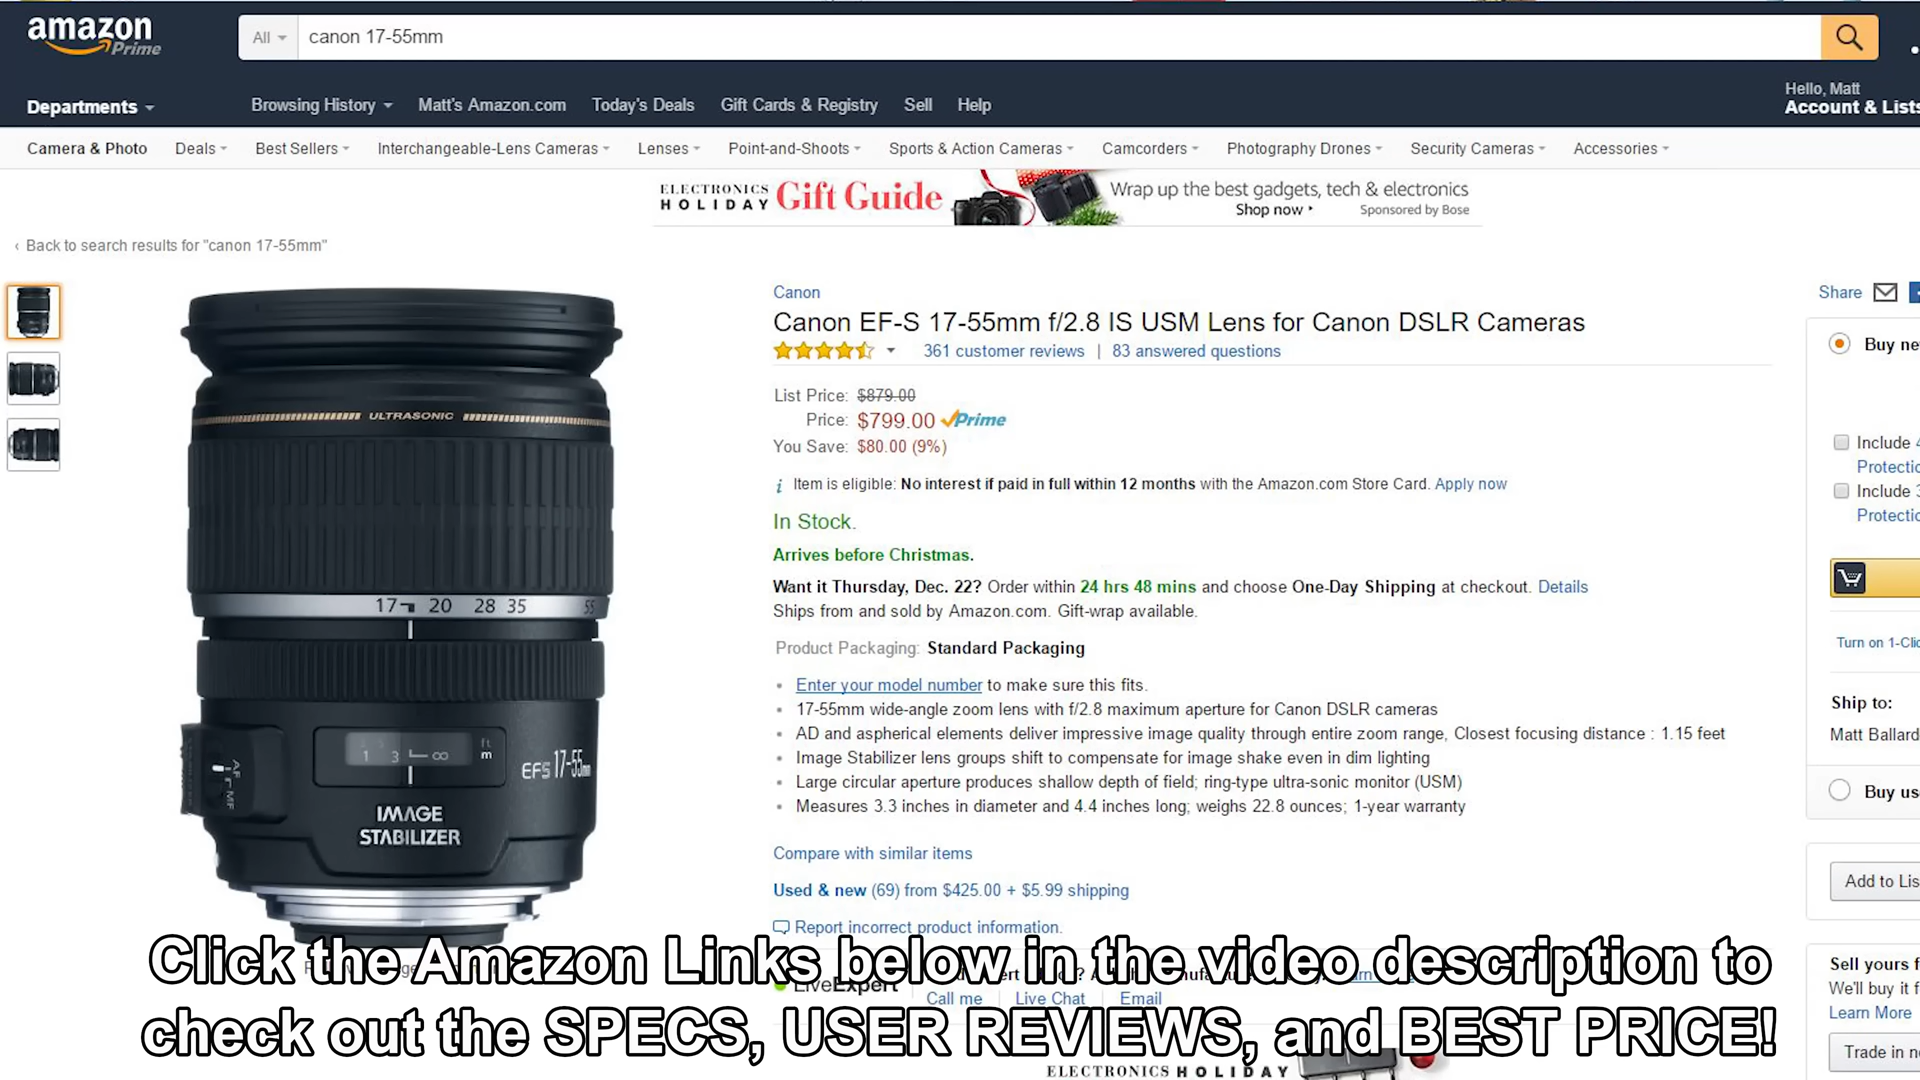 amazon
Prime
All
canon 17-55mm
Departments
Browsing History
Matt's Amazon.com
Today's Deals
Gift Cards & Registry
Sell
Help
Hello, Matt
Account & Lists
Camera & Photo
Deals
Best Sellers
Interchangeable-Lens Cameras
Lenses
Point-and-Shoots
Sports & Action Cameras
Camcorders
Photography Drones
Security Cameras
Accessories
ELECTRONICS
HOLIDAY
Gift Guide
Wrap up the best gadgets, tech & electronics
Shop now
Sponsored by Bose
‹ Back to search results for "canon 17-55mm"
ULTRASONIC
17 20 28 35 55
1 3 ∞
ft
m
AF
MF
EFS 17-55mm
IMAGE
STABILIZER
Canon
Canon EF-S 17-55mm f/2.8 IS USM Lens for Canon DSLR Cameras
361 customer reviews | 83 answered questions
List Price: $879.00
Price: $799.00 Prime
You Save: $80.00 (9%)
Item is eligible: No interest if paid in full within 12 months with the Amazon.com Store Card. Apply now
In Stock.
Arrives before Christmas.
Want it Thursday, Dec. 22? Order within 24 hrs 48 mins and choose One-Day Shipping at checkout. Details
Ships from and sold by Amazon.com. Gift-wrap available.
Product Packaging: Standard Packaging
• Enter your model number to make sure this fits.
• 17-55mm wide-angle zoom lens with f/2.8 maximum aperture for Canon DSLR cameras
• AD and aspherical elements deliver impressive image quality through entire zoom range, Closest focusing distance : 1.15 feet
• Image Stabilizer lens groups shift to compensate for image shake even in dim lighting
• Large circular aperture produces shallow depth of field; ring-type ultra-sonic monitor (USM)
• Measures 3.3 inches in diameter and 4.4 inches long; weighs 22.8 ounces; 1-year warranty
Compare with similar items
Used & new (69) from $425.00 + $5.99 shipping
Report incorrect product information.
LiveExpert
Call me | Live Chat | Email
Share
Buy ne
Include
Protectio
Include
Protectio
Turn on 1-Clic
Ship to:
Matt Ballard
Buy us
Add to Lis
Sell yours f
We'll buy it f
Learn More
Trade in n
Click the Amazon Links below in the video description to
check out the SPECS, USER REVIEWS, and BEST PRICE!
ELECTRONICS HOLIDAY